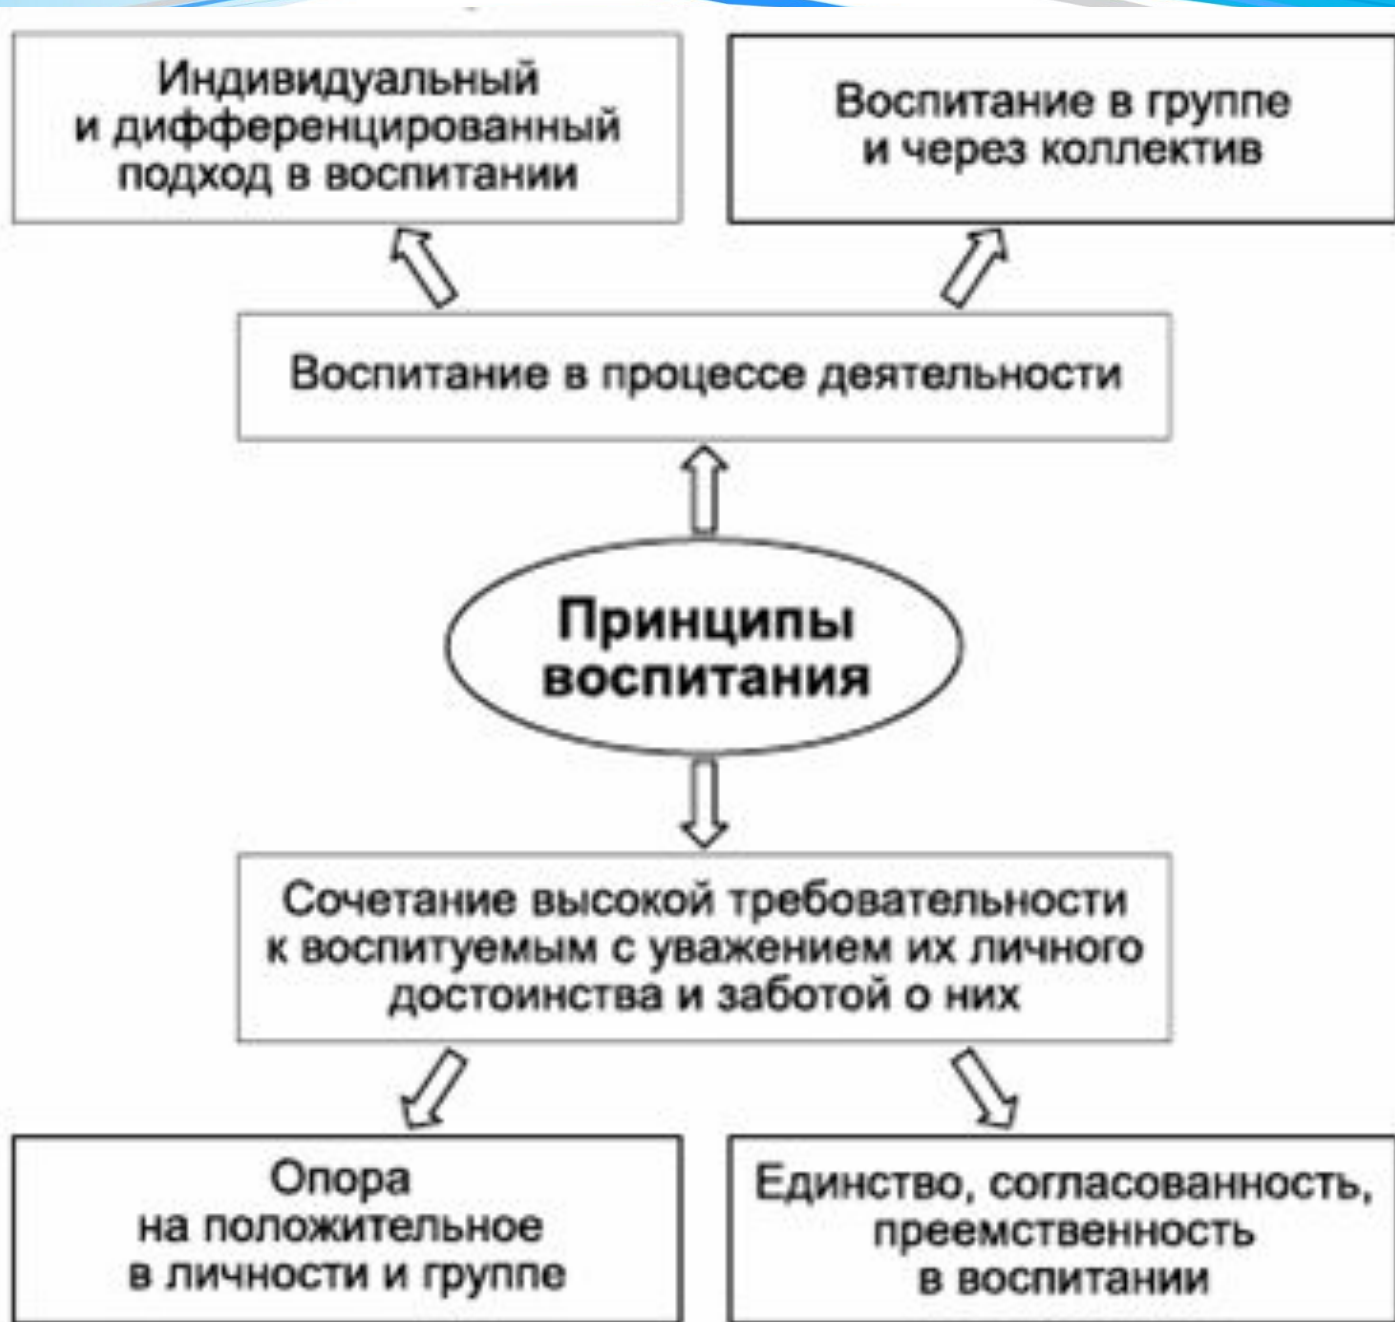 Индивидуальный
и дифференцированный
подход в воспитании
Воспитание в группе
и через коллектив
Воспитание в процессе деятельности
Принципы
воспитания
Сочетание высокой требовательности
к воспитуемым с уважением их личного
достоинства и заботой о них
Опора
на положительное
в личности и группе
Единство, согласованность,
преемственность
в воспитании